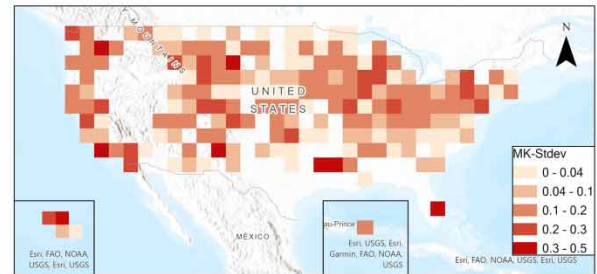 Y MOUNTAINS
N
UNITED
STATES
MK-Stdev
0 - 0.04
0.04 - 0.1
0.1 - 0.2
0.2 - 0.3
0.3 - 0.5
MÉXICO
au-Prince
Esri, FAO, NOAA,
USGS, Esri, USGS
Esri, USGS, Esri,
Garmin, FAO, NOAA,
USGS
Esri, FAO, NOAA, USGS, Esri, USGS